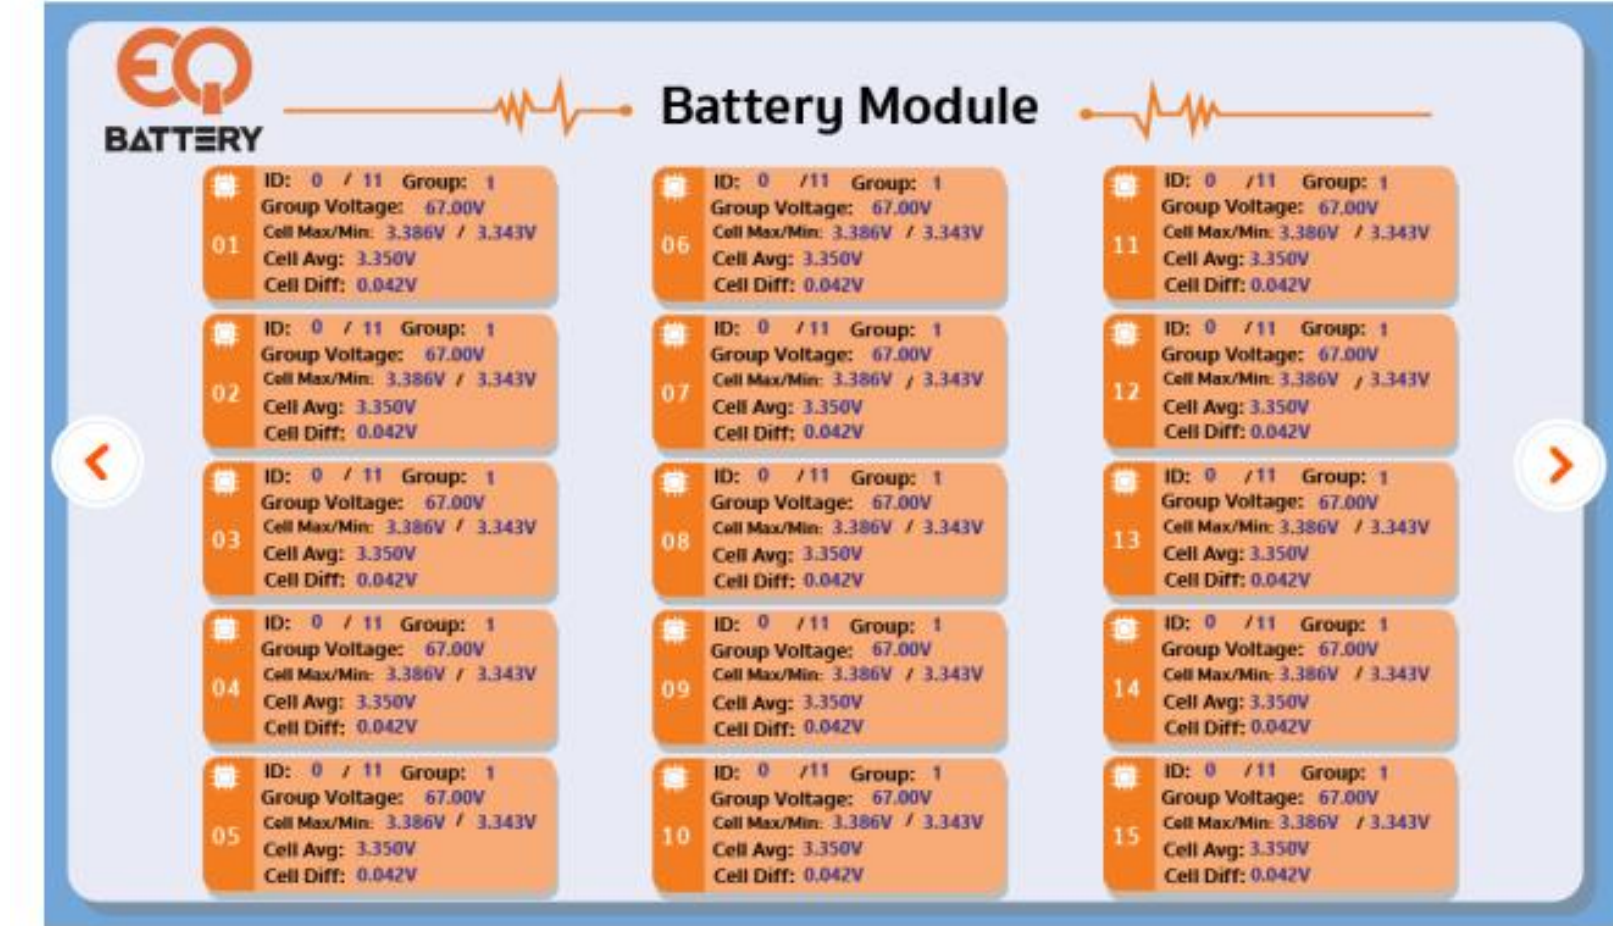 EQ
BATTERY
Battery Module
01
ID: 0 / 11 Group: 1
Group Voltage: 67.00V
Cell Max/Min: 3.386V / 3.343V
Cell Avg: 3.350V
Cell Diff: 0.042V
02
ID: 0 / 11 Group: 1
Group Voltage: 67.00V
Cell Max/Min: 3.386V / 3.343V
Cell Avg: 3.350V
Cell Diff: 0.042V
03
ID: 0 / 11 Group: 1
Group Voltage: 67.00V
Cell Max/Min: 3.386V / 3.343V
Cell Avg: 3.350V
Cell Diff: 0.042V
04
ID: 0 / 11 Group: 1
Group Voltage: 67.00V
Cell Max/Min: 3.386V / 3.343V
Cell Avg: 3.350V
Cell Diff: 0.042V
05
ID: 0 / 11 Group: 1
Group Voltage: 67.00V
Cell Max/Min: 3.386V / 3.343V
Cell Avg: 3.350V
Cell Diff: 0.042V
06
ID: 0 /11 Group: 1
Group Voltage: 67.00V
Cell Max/Min: 3.386V / 3.343V
Cell Avg: 3.350V
Cell Diff: 0.042V
07
ID: 0 /11 Group: 1
Group Voltage: 67.00V
Cell Max/Min: 3.386V / 3.343V
Cell Avg: 3.350V
Cell Diff: 0.042V
08
ID: 0 /11 Group: 1
Group Voltage: 67.00V
Cell Max/Min: 3.386V / 3.343V
Cell Avg: 3.350V
Cell Diff: 0.042V
09
ID: 0 /11 Group: 1
Group Voltage: 67.00V
Cell Max/Min: 3.386V / 3.343V
Cell Avg: 3.350V
Cell Diff: 0.042V
10
ID: 0 /11 Group: 1
Group Voltage: 67.00V
Cell Max/Min: 3.386V / 3.343V
Cell Avg: 3.350V
Cell Diff: 0.042V
11
ID: 0 /11 Group: 1
Group Voltage: 67.00V
Cell Max/Min: 3.386V / 3.343V
Cell Avg: 3.350V
Cell Diff: 0.042V
12
ID: 0 /11 Group: 1
Group Voltage: 67.00V
Cell Max/Min: 3.386V / 3.343V
Cell Avg: 3.350V
Cell Diff: 0.042V
13
ID: 0 /11 Group: 1
Group Voltage: 67.00V
Cell Max/Min: 3.386V / 3.343V
Cell Avg: 3.350V
Cell Diff: 0.042V
14
ID: 0 /11 Group: 1
Group Voltage: 67.00V
Cell Max/Min: 3.386V / 3.343V
Cell Avg: 3.350V
Cell Diff: 0.042V
15
ID: 0 /11 Group: 1
Group Voltage: 67.00V
Cell Max/Min: 3.386V / 3.343V
Cell Avg: 3.350V
Cell Diff: 0.042V